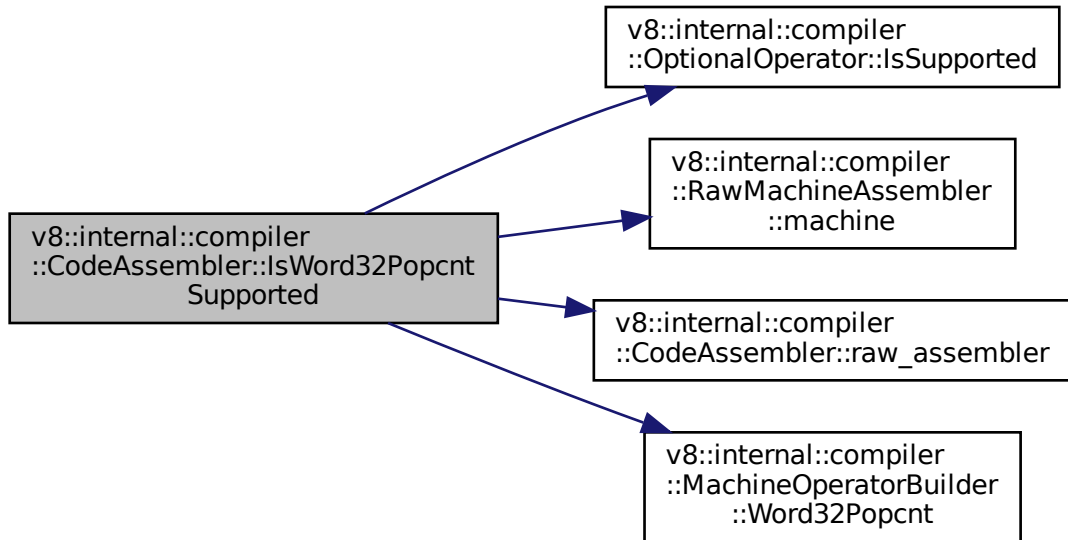 v8::internal::compiler
::OptionalOperator::IsSupported
v8::internal::compiler
::RawMachineAssembler
::machine
v8::internal::compiler
::CodeAssembler::IsWord32Popcnt
Supported
v8::internal::compiler
::CodeAssembler::raw_assembler
v8::internal::compiler
::MachineOperatorBuilder
::Word32Popcnt